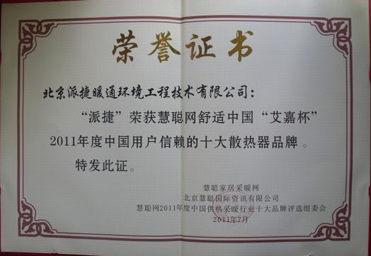 荣誉证书
北京派捷暖通环境工程技术有限公司：
“派捷”荣获慧聪网舒适中国“艾嘉杯”
2011年度中国用户信赖的十大散热器品牌。
特发此证。
慧聪家居采暖网
北京慧聪国际资讯有限公司
慧聪网2011年度中国供热采暖行业十大品牌评选组委会
2011年7月